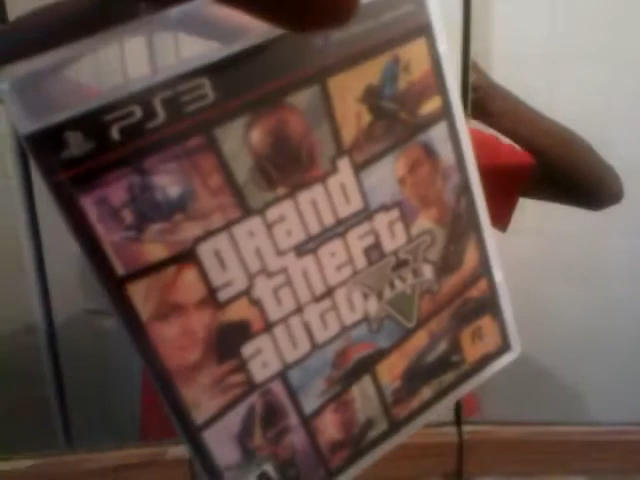 PS3
grand
theft
auto
V
R